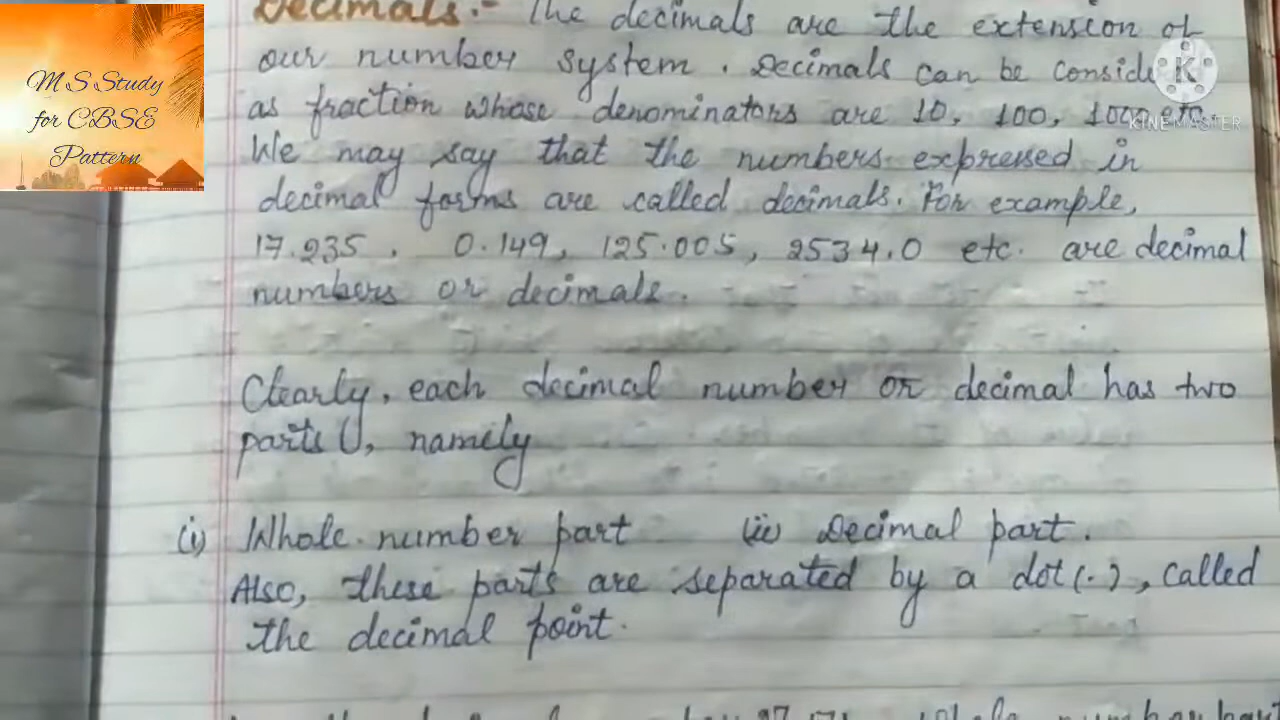 M S Study
for CBSE
Pattern
Decimals:- The decimals are the extension of
our number system. Decimals can be conside
as fraction whose denominators are 10, 100, 1000 etc.
KINEMASTER
We may say that the numbers expressed in
decimal forms are called decimals. For example,
17.235, 0.149, 125.005, 2534.0 etc. are decimal
numbers or decimals.
Clearly, each decimal number or decimal has two
parts, namely
(i) Whole number part (ii) Decimal part.
Also, these parts are separated by a dot (.), called
the decimal point.